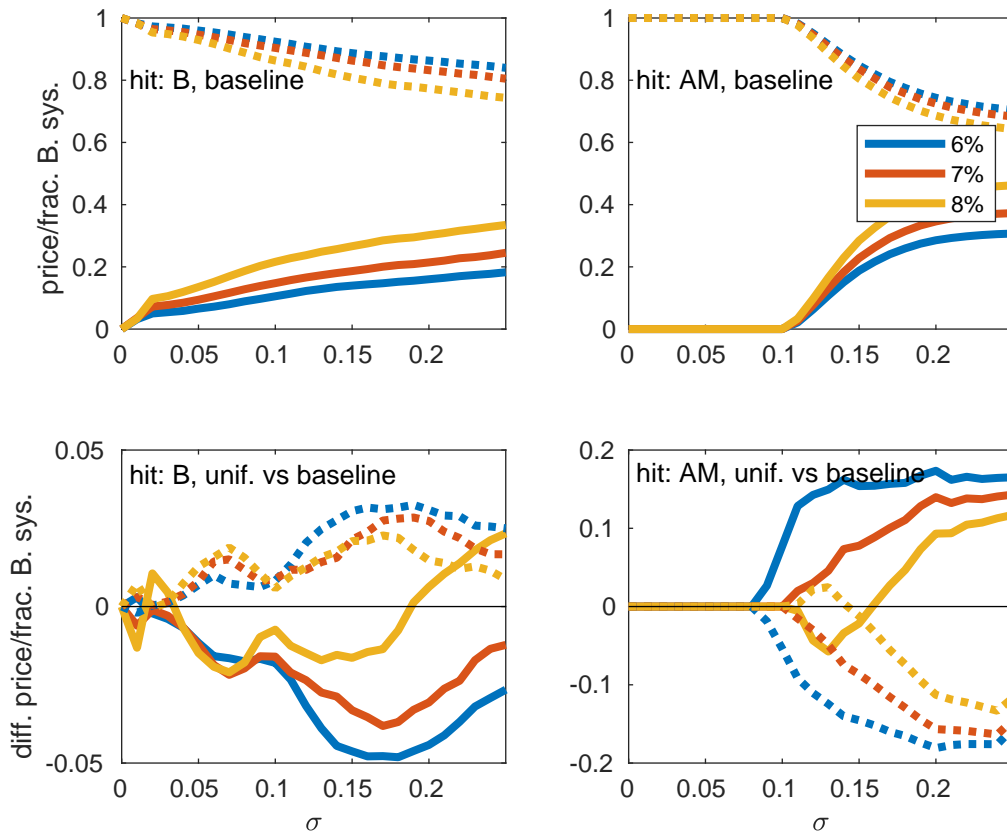 hit: B, baseline
price/frac. B. sys.
1
0.8
0.6
0.4
0.2
0
0 0.05 0.1 0.15 0.2
hit: AM, baseline
1
0.8
0.6
0.4
0.2
0
0 0.05 0.1 0.15 0.2
6%
7%
8%
hit: B, unif. vs baseline
diff. price/frac. B. sys.
0.05
0
-0.05
0 0.05 0.1 0.15 0.2
σ
hit: AM, unif. vs baseline
0.2
0.1
0
-0.1
-0.2
0 0.05 0.1 0.15 0.2
σ